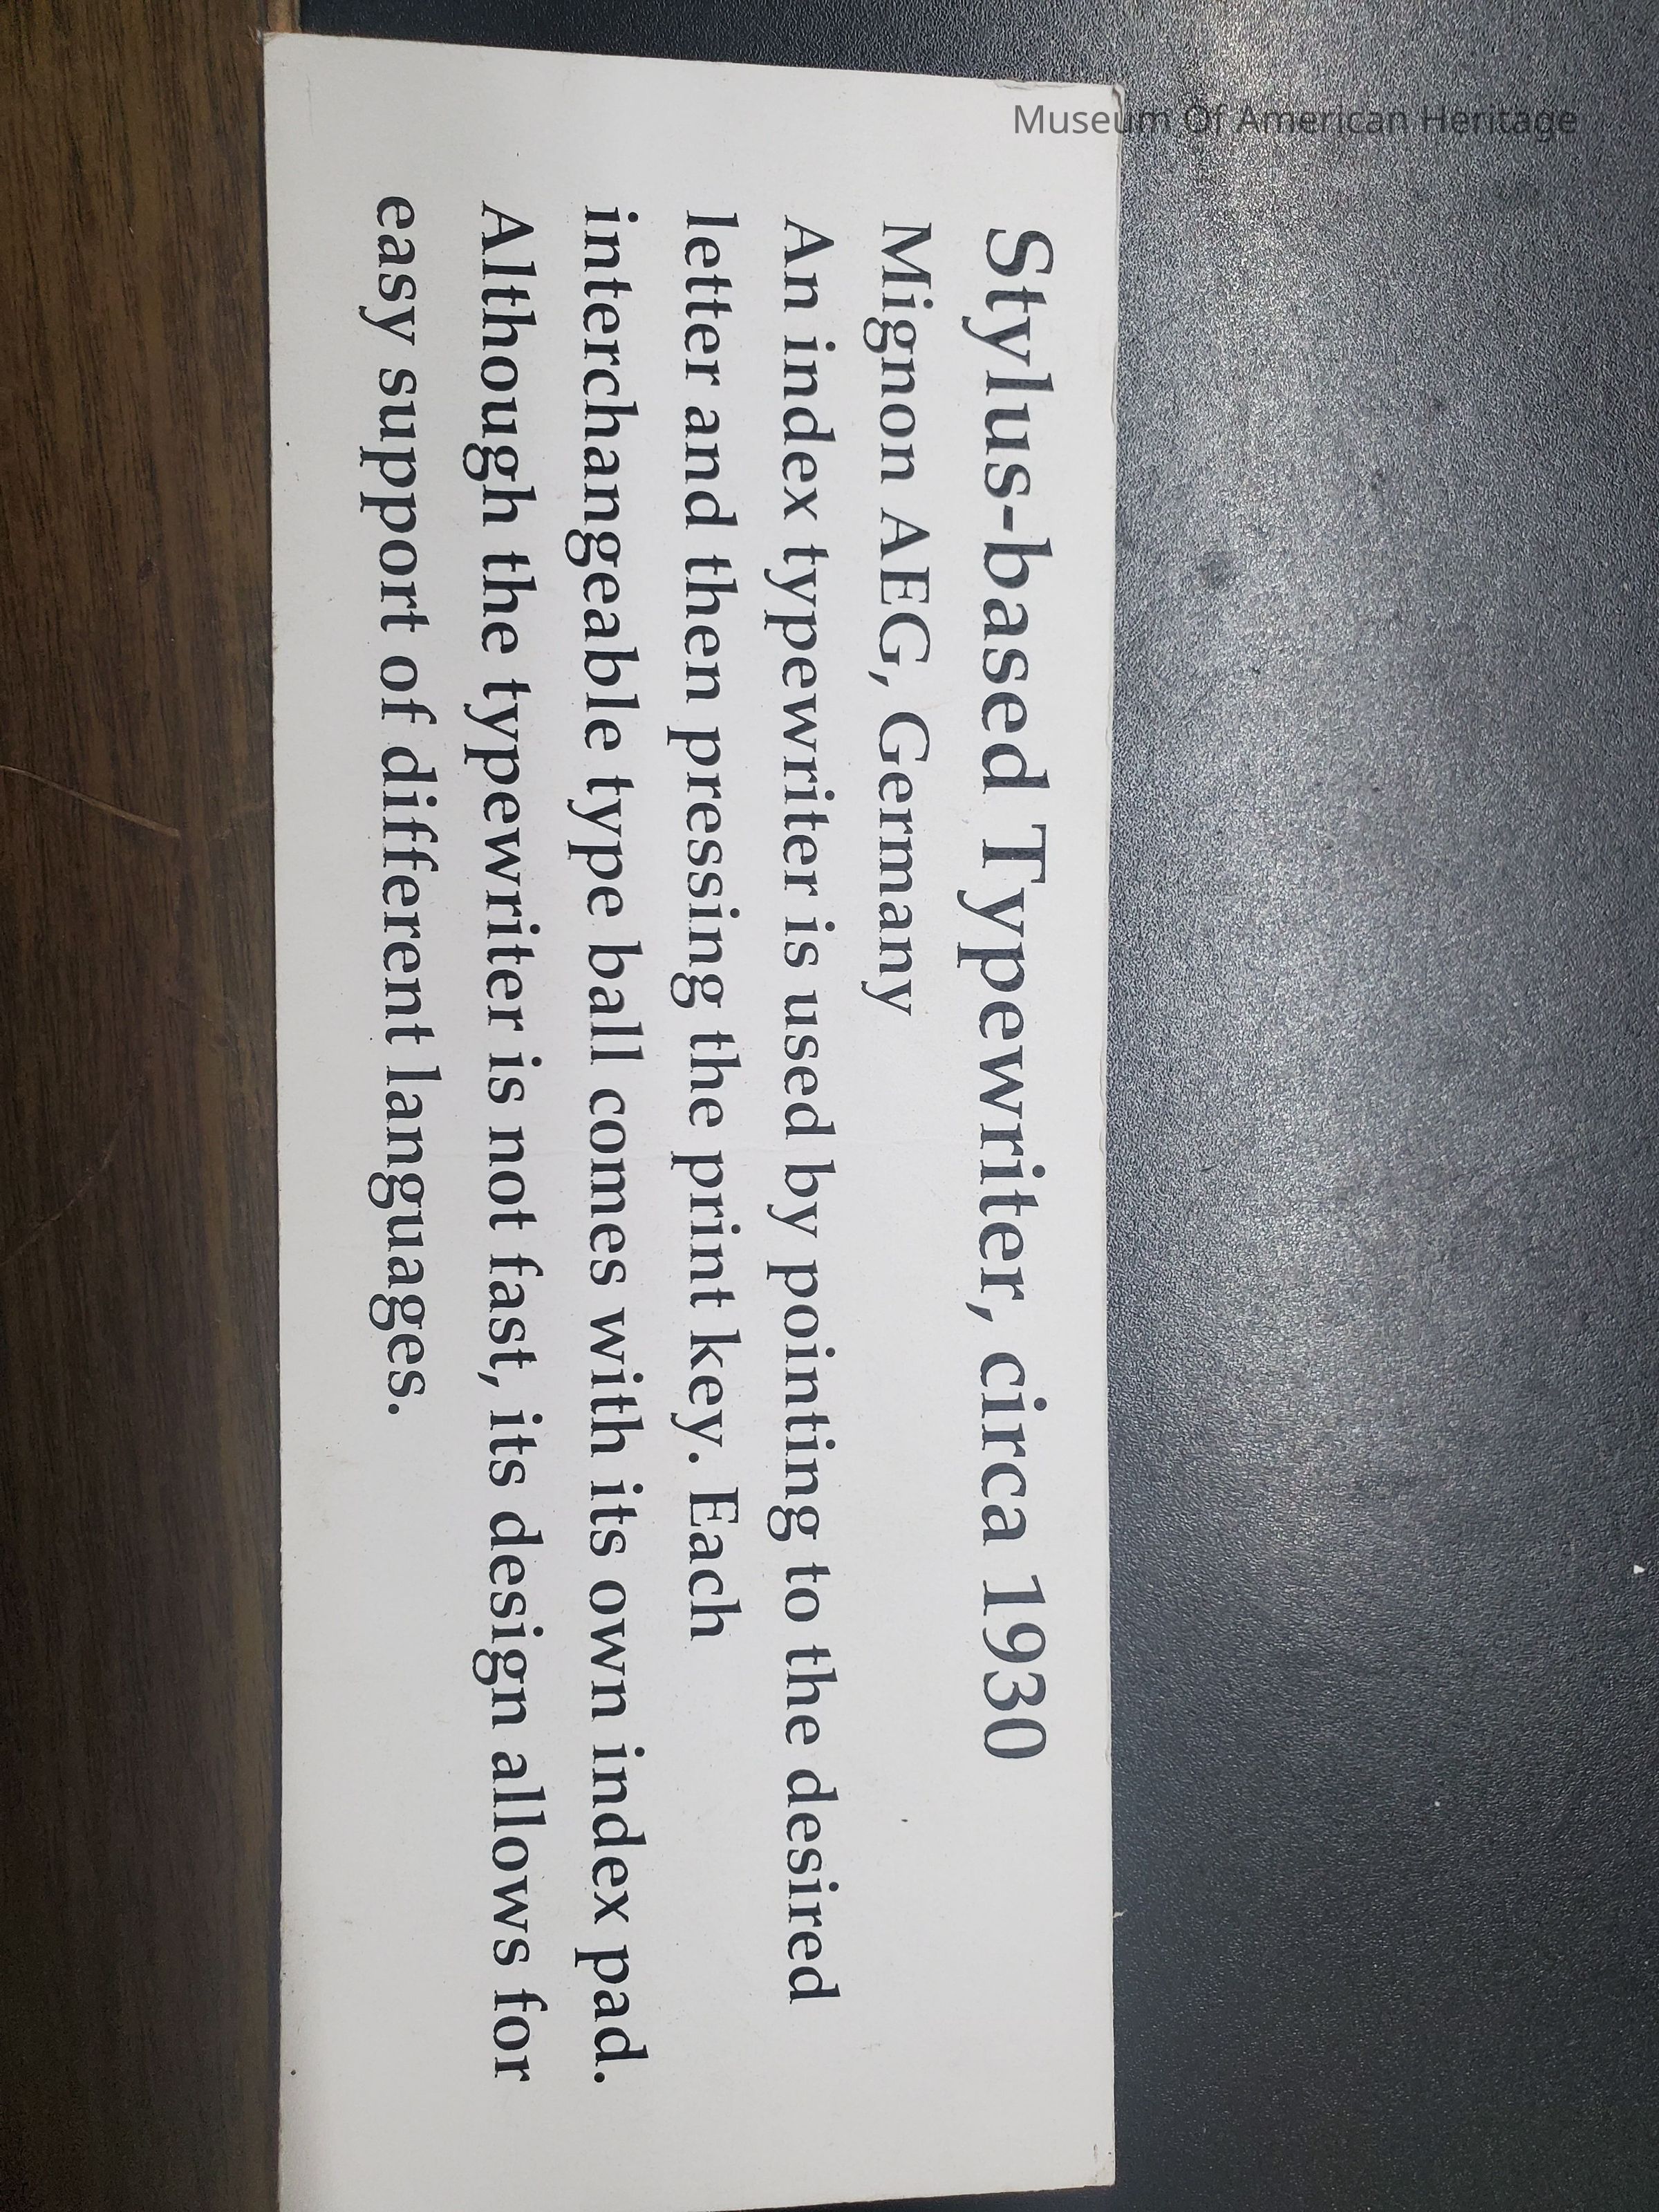 Museum Of American Heritage
Stylus-based Typewriter, circa 1930
Mignon AEG, Germany
An index typewriter is used by pointing to the desired
letter and then pressing the print key. Each
interchangeable type ball comes with its own index pad.
Although the typewriter is not fast, its design allows for
easy support of different languages.